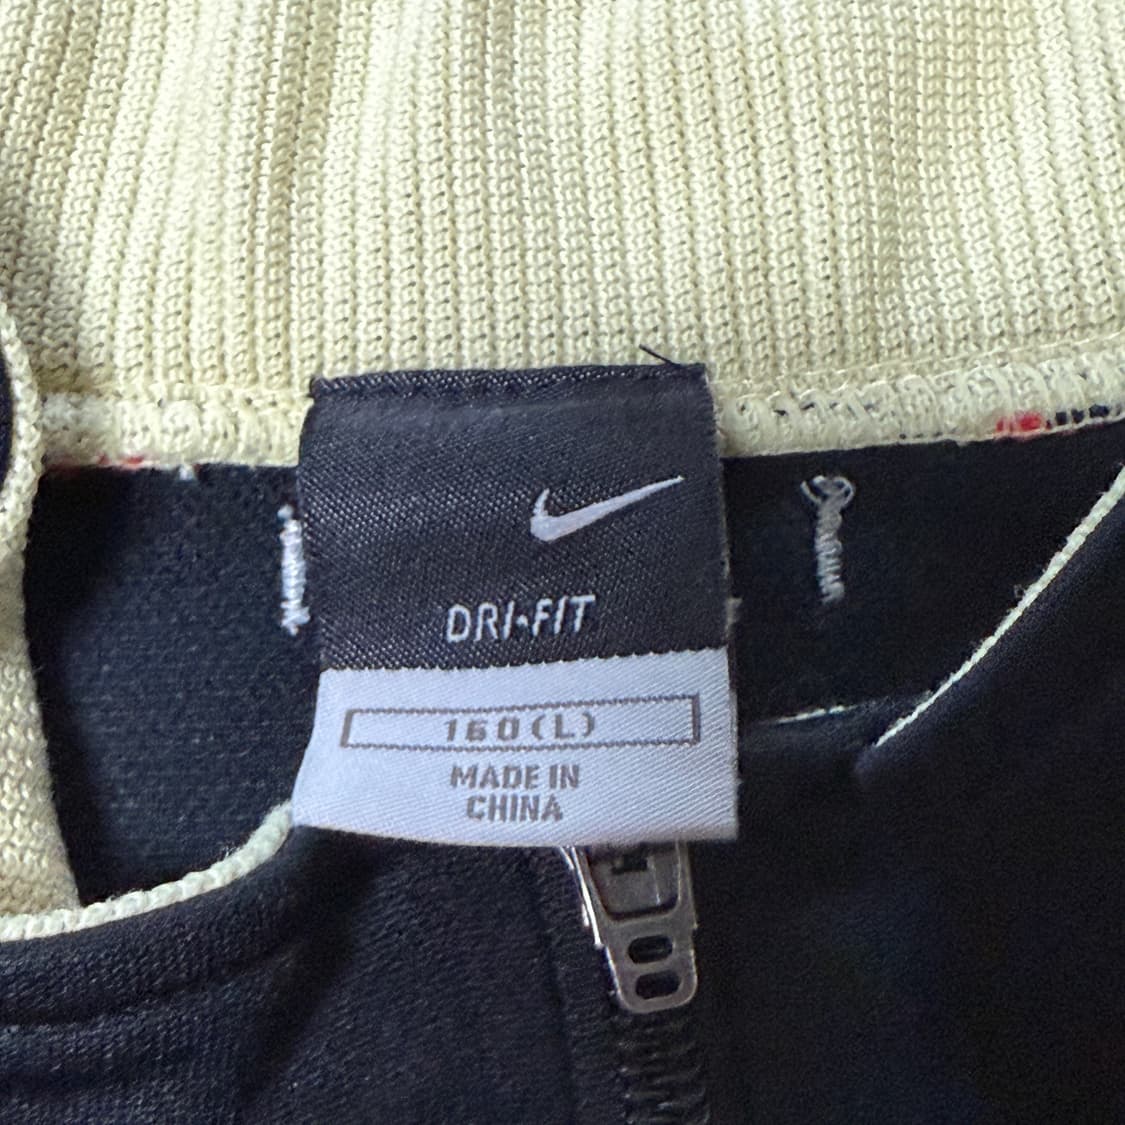 DRI-FIT
160(L)
MADE IN
CHINA